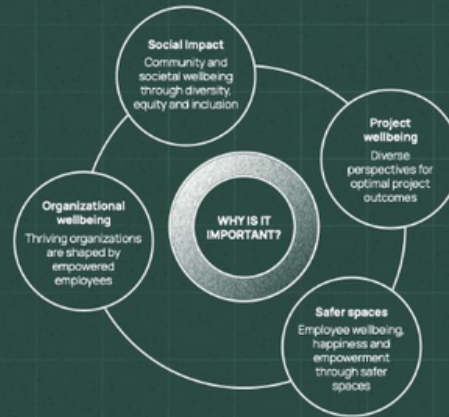 Social Impact
Community and
societal wellbeing
through diversity,
equity and inclusion
Project
wellbeing
Diverse
perspectives for
optimal project
outcomes
WHY IS IT
IMPORTANT?
Organizational
wellbeing
Thriving organizations
are shaped by
empowered
employees
Safer spaces
Employee wellbeing,
happiness and
empowerment
through safer
spaces